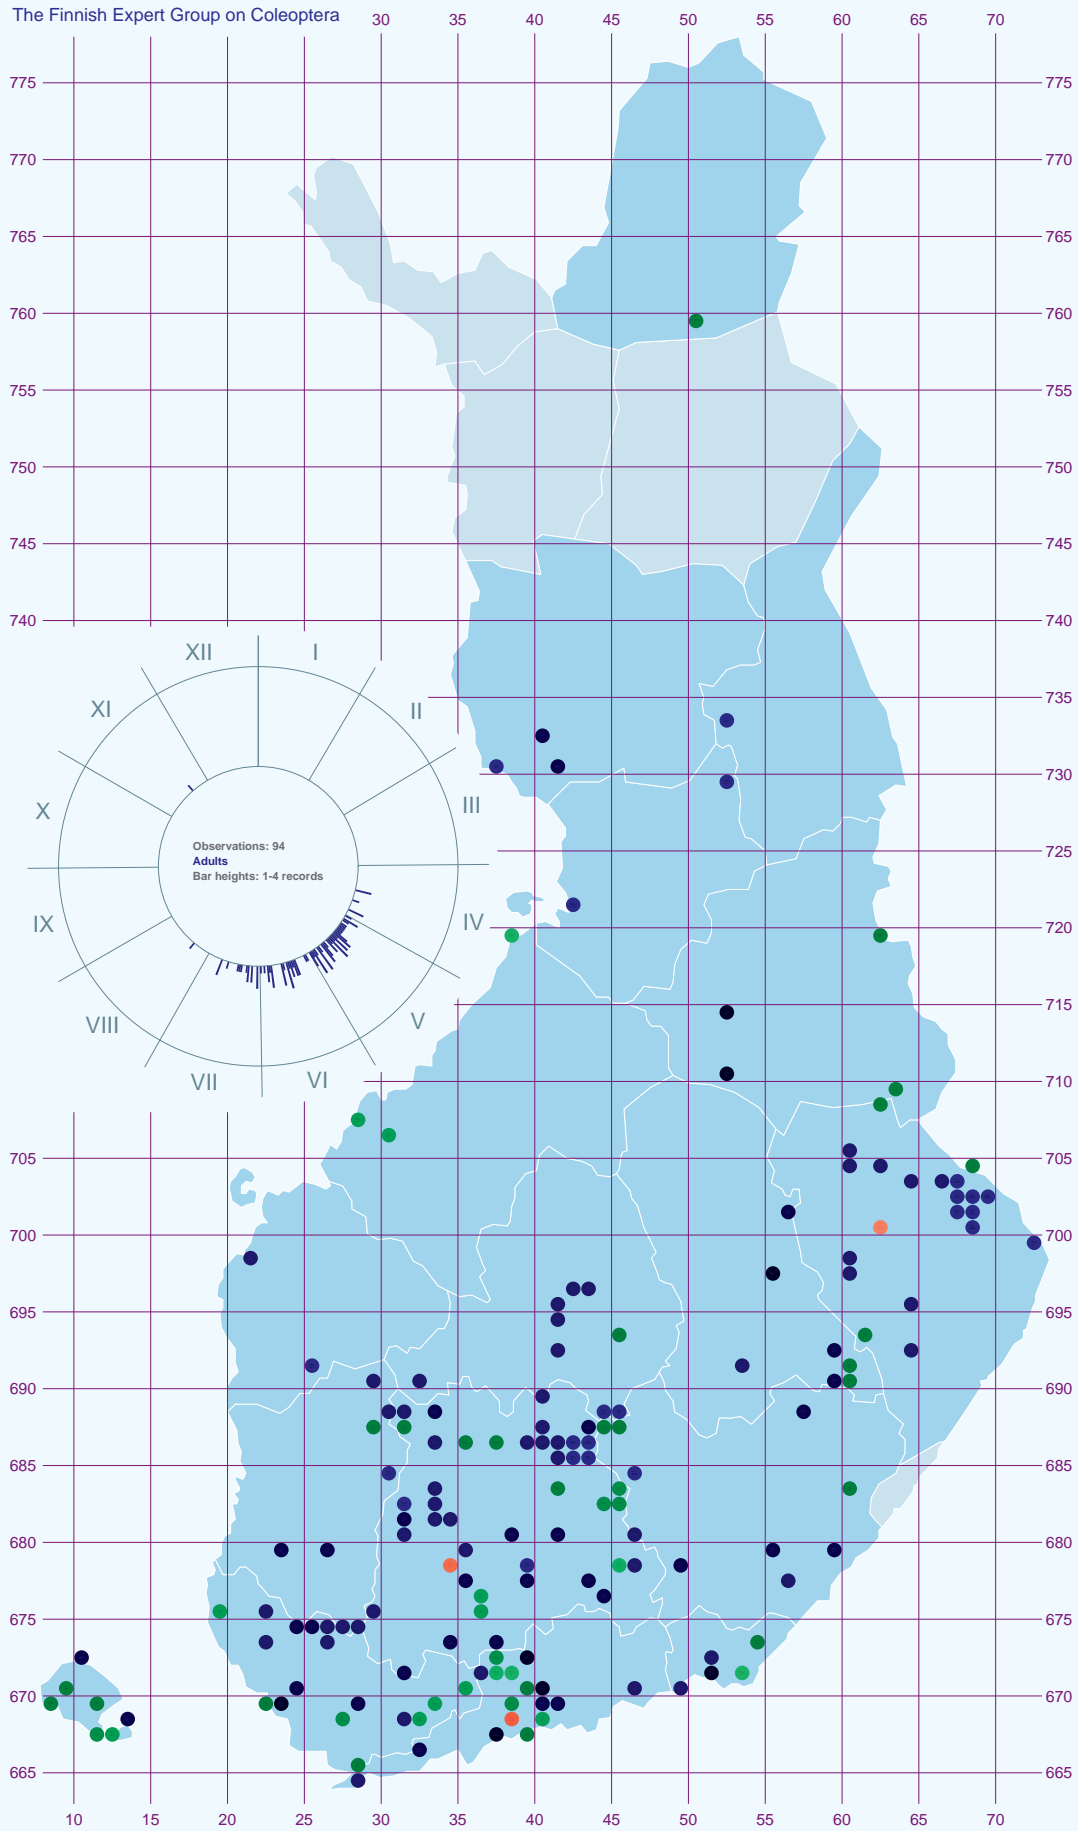 The Finnish Expert Group on Coleoptera
30 40 45 50 55 60 70
775 775
770 770
765 765
760 760
755 755
750 750
745 745
740 740
XII I
XI II
735
730
X III
Observations: 94
Adults
Bar heights: 1-4 records
725
IX IV 720
715
VIII V
VII VI
710
705 705
700 700
695 695
690 690
685 685
680 680
675 675
670 670
665 665
10 15 20 25 30 35 40 45 50 55 60 65 70